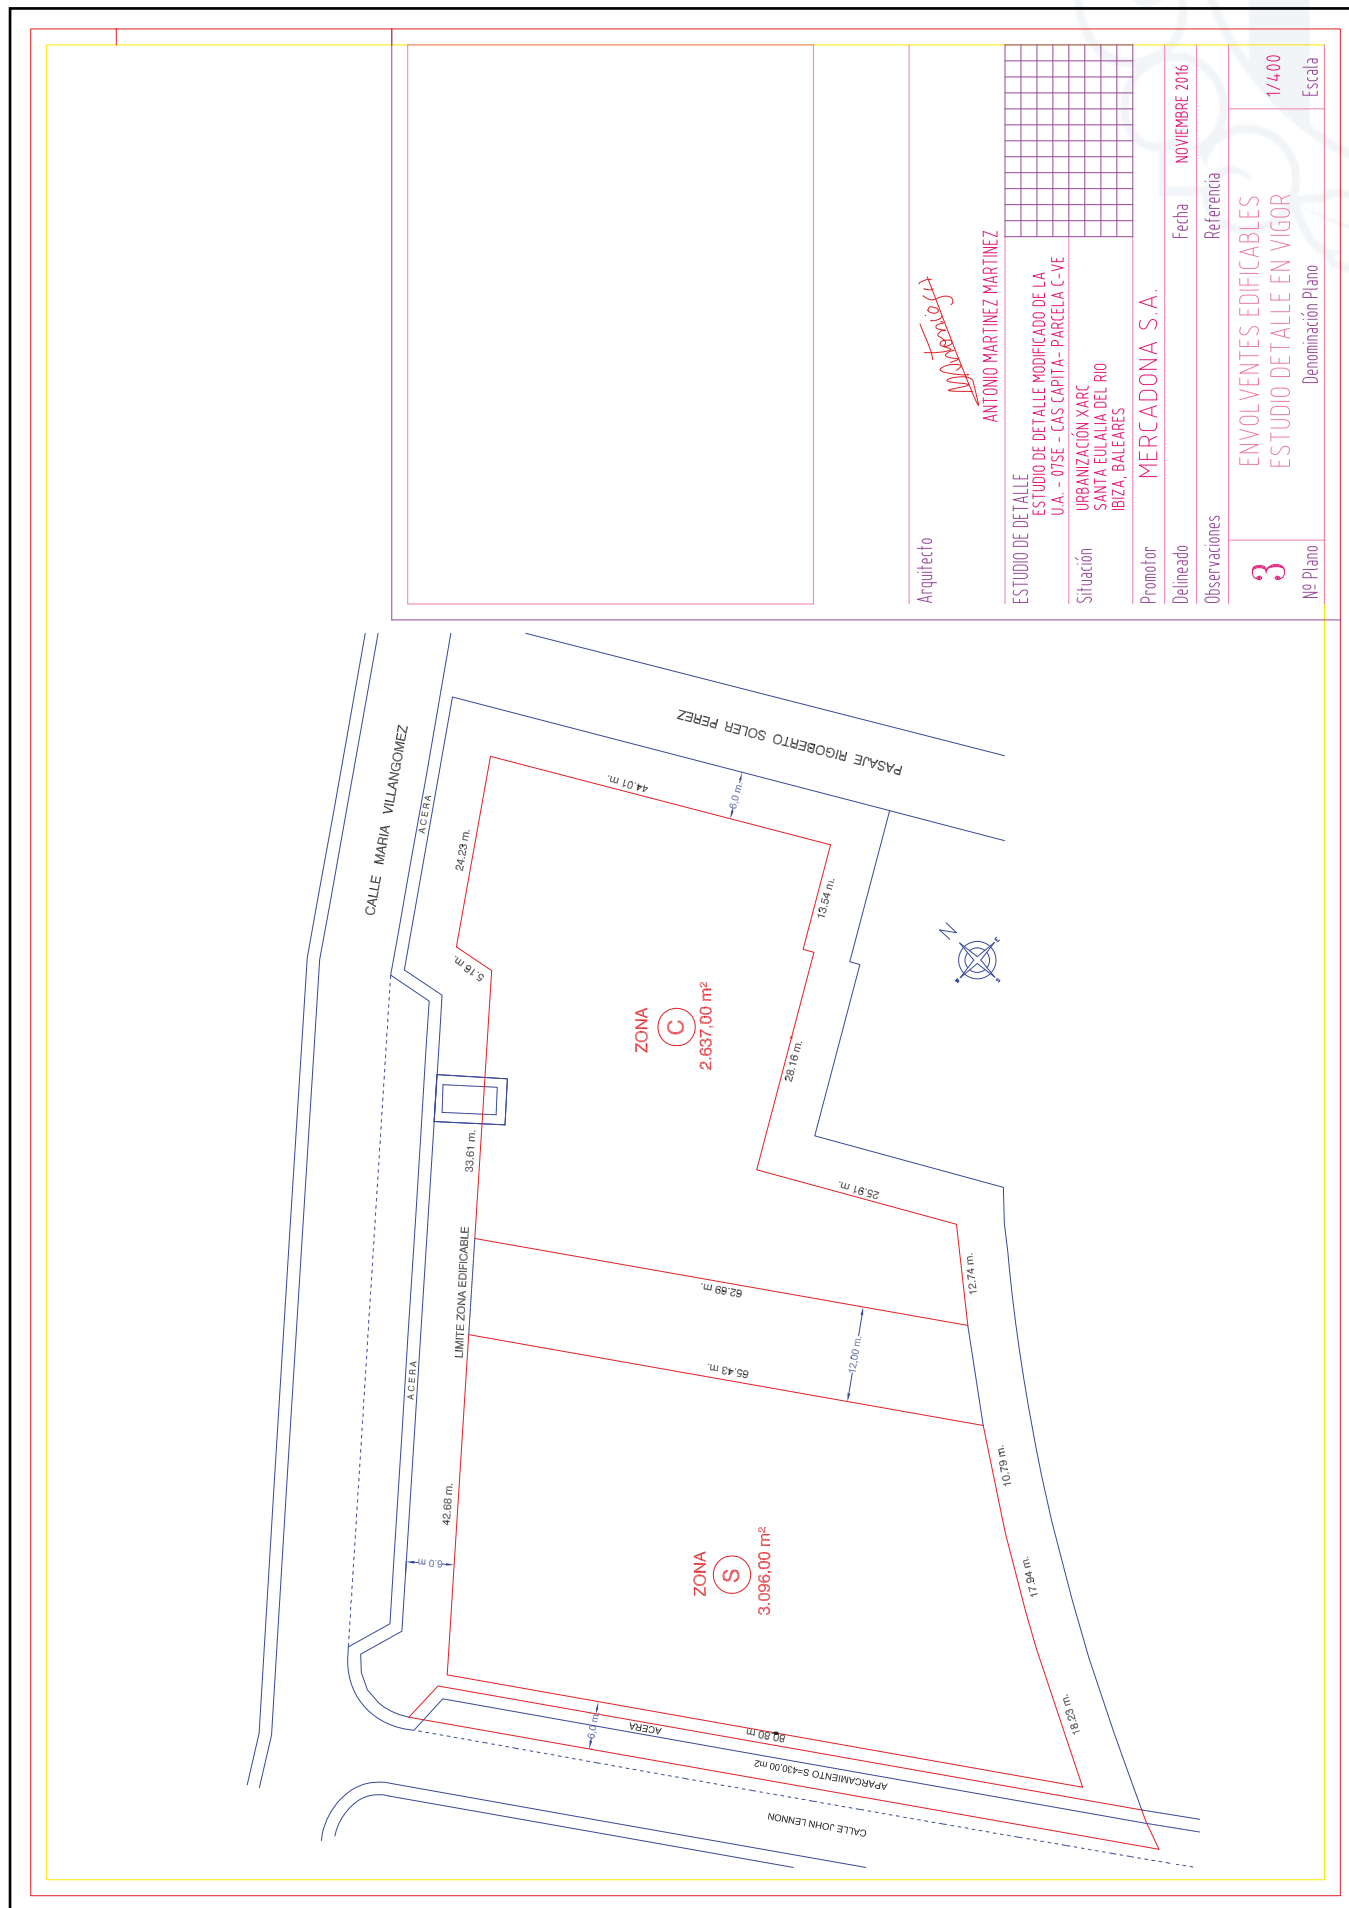 CALLE MARIA VILLANGOMEZ
ACERA
ACERA
PASAJE RIGOBERTO SOLER PEREZ
24.23 m.
44.01 m.
6,0 m.
5.16 m.
13.54 m.
ZONA
C
2.637,00 m²
28.16 m.
33.61 m.
25.91 m.
LIMITE ZONA EDIFICABLE
62.69 m.
12.74 m.
65.43 m.
12,00 m.
42.68 m.
10.79 m.
6,0 m
ZONA
S
3.096,00 m²
17.94 m.
18.23 m.
6,0 m.
ACERA
80.80 m
APARCAMIENTO S=430,00 m2
CALLE JOHN LENNON
N
Arquitecto
ANTONIO MARTINEZ MARTINEZ
ESTUDIO DE DETALLE
ESTUDIO DE DETALLE MODIFICADO DE LA
U.A. - 07SE - CAS CAPITA - PARCELA C-VE
Situación
URBANIZACIÓN XARC
SANTA EULALIA DEL RIO
IBIZA, BALEARES
Promotor MERCADONA S.A.
Delineado Fecha NOVIEMBRE 2016
Observaciones Referencia
3 ENVOLVENTES EDIFICABLES 1/400
ESTUDIO DETALLE EN VIGOR
Nº Plano Denominación Plano Escala